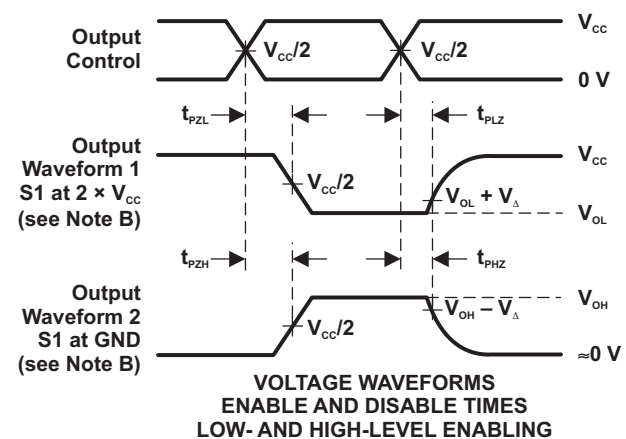 Output
Control
V_CC/2
V_CC/2
V_CC
0 V
t_PZL
t_PLZ
Output
Waveform 1
S1 at 2 × V_CC
(see Note B)
V_CC/2
V_CC
V_OL + V_Δ
V_OL
t_PZH
t_PHZ
Output
Waveform 2
S1 at GND
(see Note B)
V_CC/2
V_OH
V_OH − V_Δ
≈0 V
VOLTAGE WAVEFORMS
ENABLE AND DISABLE TIMES
LOW- AND HIGH-LEVEL ENABLING